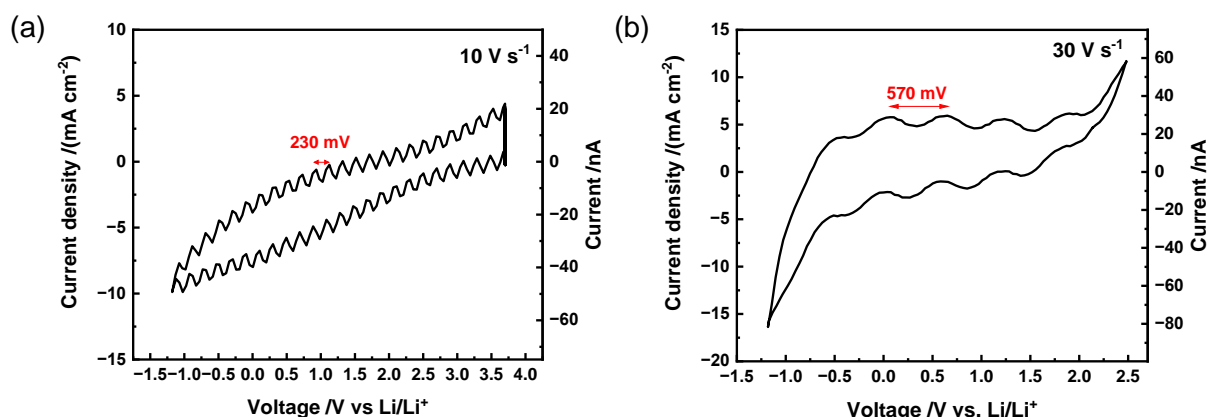 (a)
10 V s⁻¹
230 mV
Current density /(mA cm⁻²)
10
5
0
−5
−10
−15
Current /nA
40
20
0
−20
−40
−60
−1.5 −1.0 −0.5 0.0 0.5 1.0 1.5 2.0 2.5 3.0 3.5 4.0
Voltage /V vs Li/Li⁺
(b)
30 V s⁻¹
570 mV
Current density /(mA cm⁻²)
15
10
5
0
−5
−10
−15
−20
Current /nA
60
40
20
0
−20
−40
−60
−80
−1.5 −1.0 −0.5 0.0 0.5 1.0 1.5 2.0 2.5
Voltage /V vs. Li/Li⁺